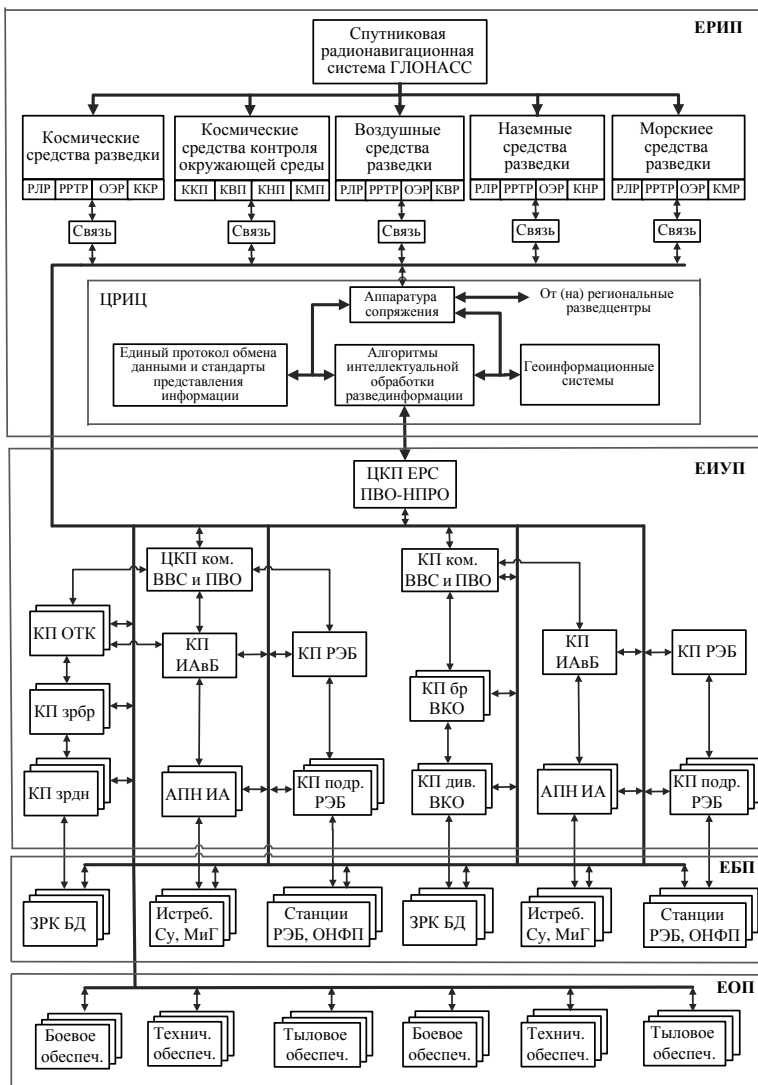 ЕРИП
Спутниковая
радионавигационная
система ГЛОНАСС
Космические
средства разведки
РЛР РРТР ОЭР ККР
Космические
средства контроля
окружающей среды
ККП КВП КНП КМП
Воздушные
средства
разведки
РЛР РРТР ОЭР КВР
Наземные
средства
разведки
РЛР РРТР ОЭР КНР
Морскиее
средства
разведки
РЛР РРТР ОЭР КМР
Связь
Связь
Связь
Связь
Связь
ЦРИЦ
Аппаратура
сопряжения
От (на) региональные
разведцентры
Единый протокол обмена
данными и стандарты
представления
информации
Алгоритмы
интеллектуальной
обработки
развединформации
Геоинформационные
системы
ЕИУП
ЦКП ЕРС
ПВО-НПРО
ЦКП ком.
ВВС и ПВО
КП ком.
ВВС и ПВО
КП ОТК
КП
ИАвБ
КП РЭБ
КП
ИАвБ
КП РЭБ
КП зрбр
КП бр
ВКО
КП зрдн
АПН ИА
КП подр.
РЭБ
КП див.
ВКО
АПН ИА
КП подр.
РЭБ
ЕБП
ЗРК БД
Истреб.
Су, МиГ
Станции
РЭБ, ОНФП
ЗРК БД
Истреб.
Су, МиГ
Станции
РЭБ, ОНФП
ЕОП
Боевое
обеспеч.
Технич.
обеспеч.
Тыловое
обеспеч.
Боевое
обеспеч.
Технич.
обеспеч.
Тыловое
обеспеч.